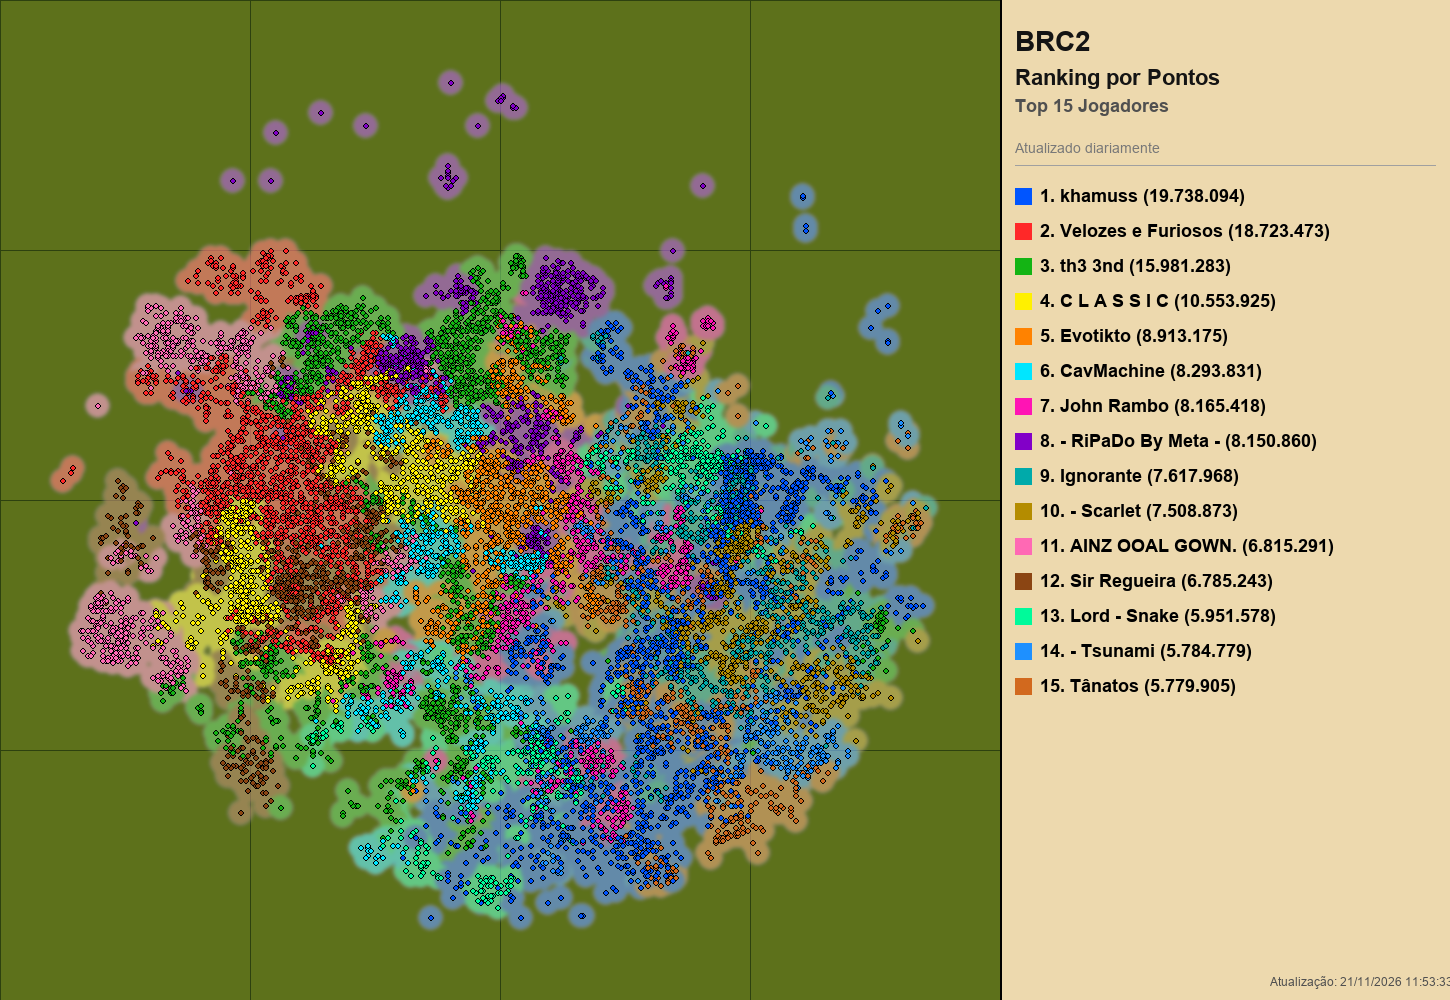 BRC2
Ranking por Pontos
Top 15 Jogadores
Atualizado diariamente
1. khamuss (19.738.094)
2. Velozes e Furiosos (18.723.473)
3. th3 3nd (15.981.283)
4. C L A S S I C (10.553.925)
5. Evotikto (8.913.175)
6. CavMachine (8.293.831)
7. John Rambo (8.165.418)
8. - RiPaDo By Meta - (8.150.860)
9. Ignorante (7.617.968)
10. - Scarlet (7.508.873)
11. AINZ OOAL GOWN. (6.815.291)
12. Sir Regueira (6.785.243)
13. Lord - Snake (5.951.578)
14. - Tsunami (5.784.779)
15. Tânatos (5.779.905)
Atualização: 21/11/2026 11:53:33